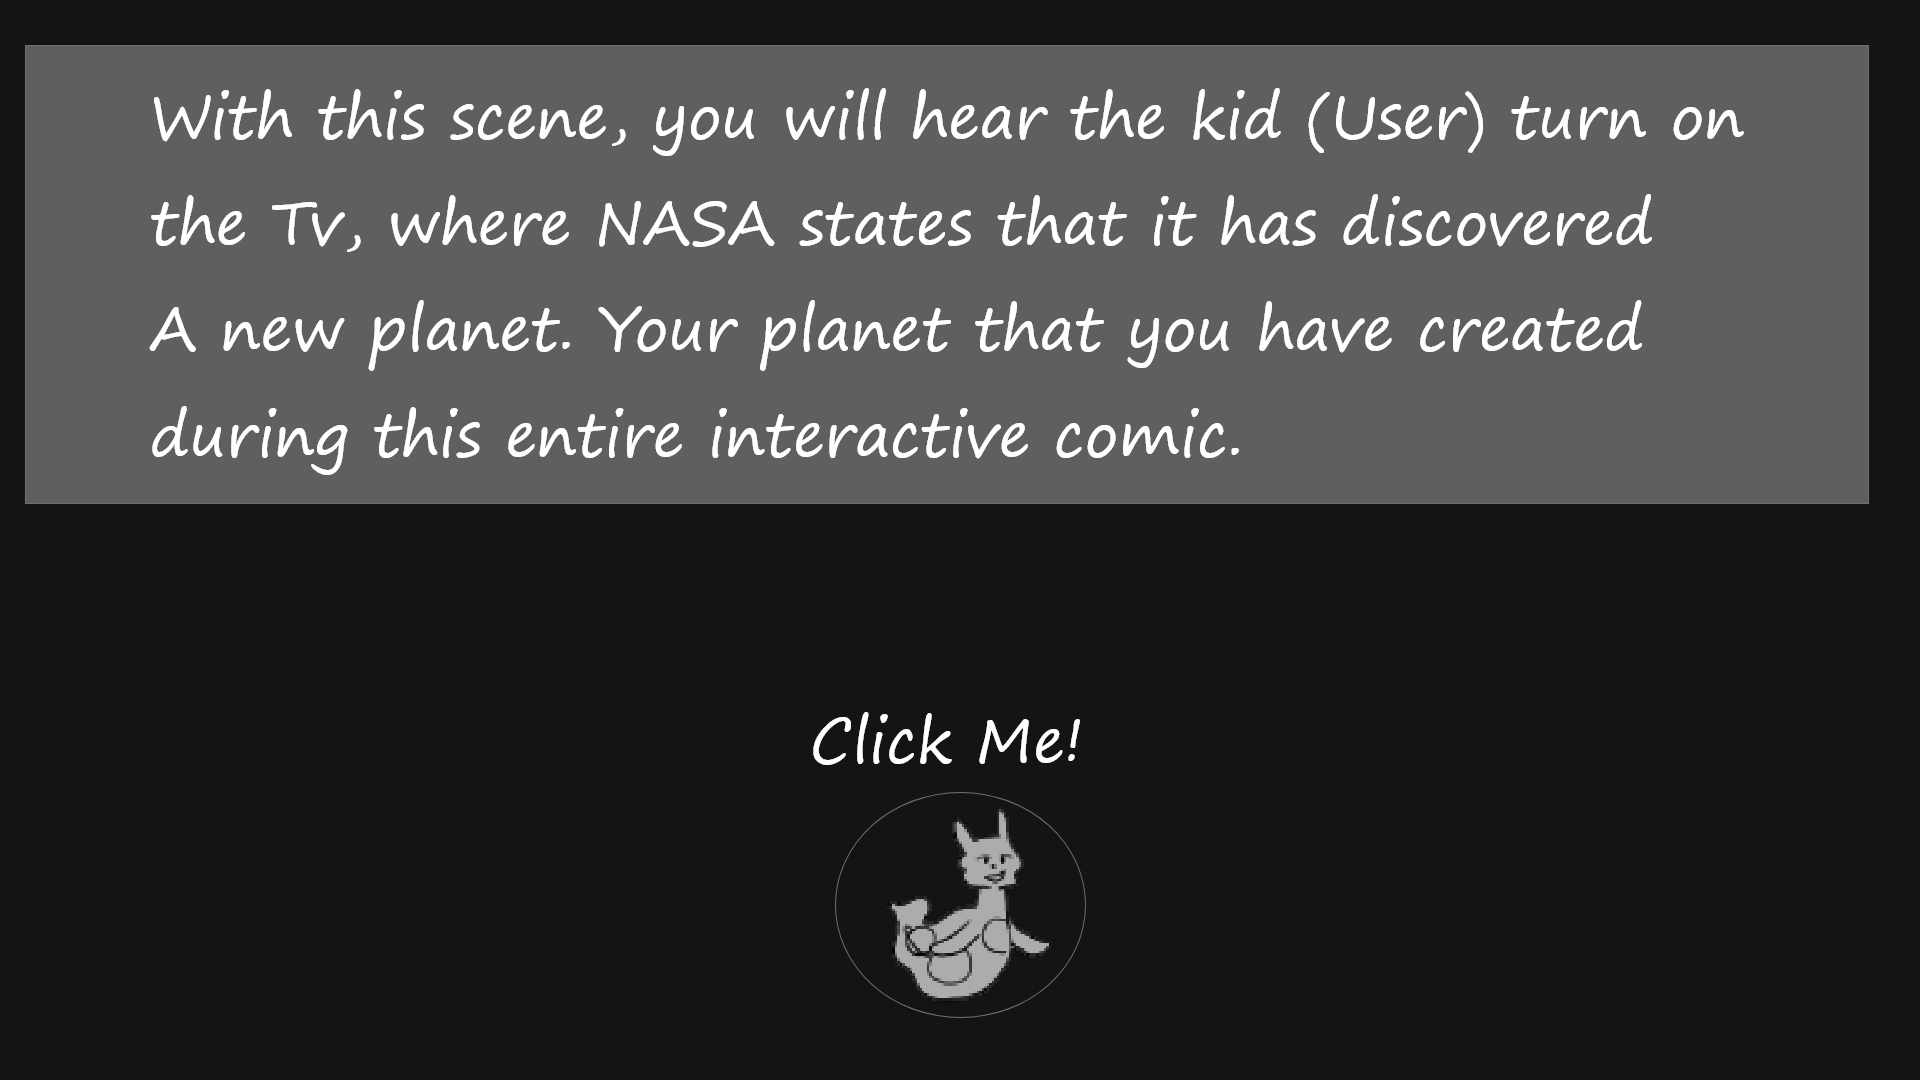 With this scene, you will hear the kid (User) turn on
the Tv, where NASA states that it has discovered
A new planet. Your planet that you have created
during this entire interactive comic.
Click Me!